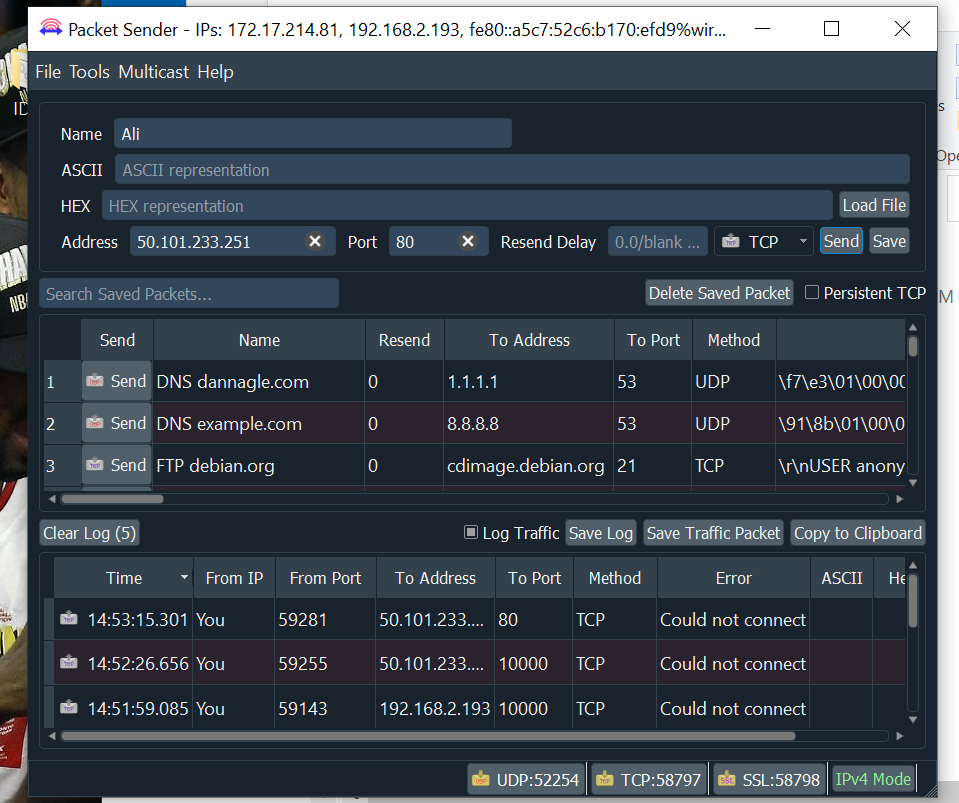 Packet Sender - IPs: 172.17.214.81, 192.168.2.193, fe80::a5c7:52c6:b170:efd9%wir...
File Tools Multicast Help
Name Ali
ASCII ASCII representation
HEX HEX representation Load File
Address 50.101.233.251 Port 80 Resend Delay 0.0/blank ... TCP Send Save
Search Saved Packets... Delete Saved Packet Persistent TCP
Send Name Resend To Address To Port Method
1 Send DNS dannagle.com 0 1.1.1.1 53 UDP \f7\e3\01\00\00
2 Send DNS example.com 0 8.8.8.8 53 UDP \91\8b\01\00\0
3 Send FTP debian.org 0 cdimage.debian.org 21 TCP \r\nUSER anony
Clear Log (5) Log Traffic Save Log Save Traffic Packet Copy to Clipboard
Time From IP From Port To Address To Port Method Error ASCII He
14:53:15.301 You 59281 50.101.233.... 80 TCP Could not connect
14:52:26.656 You 59255 50.101.233.... 10000 TCP Could not connect
14:51:59.085 You 59143 192.168.2.193 10000 TCP Could not connect
UDP:52254 TCP:58797 SSL:58798 IPv4 Mode
ID
NB
s
Ope
M